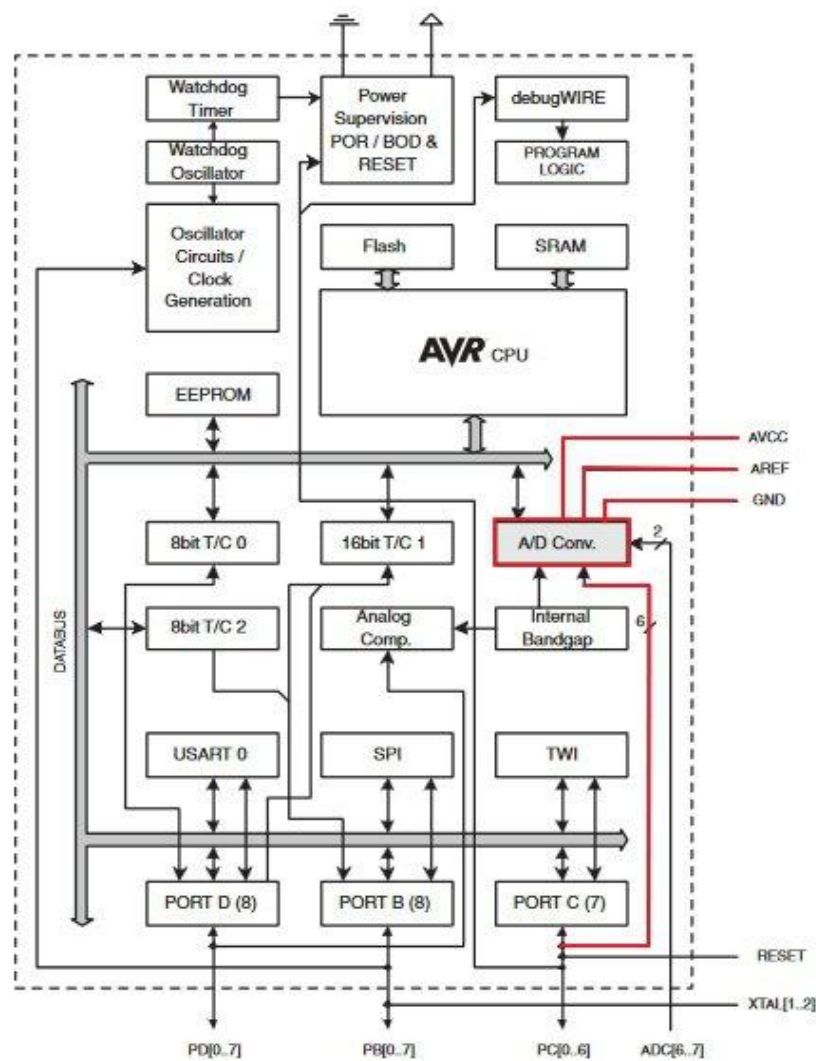 Watchdog
Timer
Power
Supervision
POR / BOD &
RESET
debugWIRE
Watchdog
Oscillator
PROGRAM
LOGIC
Oscillator
Circuits /
Clock
Generation
Flash
SRAM
AVR CPU
EEPROM
AVCC
AREF
GND
8bit T/C 0
16bit T/C 1
A/D Conv.
2
8bit T/C 2
Analog
Comp.
Internal
Bandgap
6
DATABUS
USART 0
SPI
TWI
PORT D (8)
PORT B (8)
PORT C (7)
RESET
XTAL[1..2]
PD[0..7]
PB[0..7]
PC[0..6]
ADC[6..7]